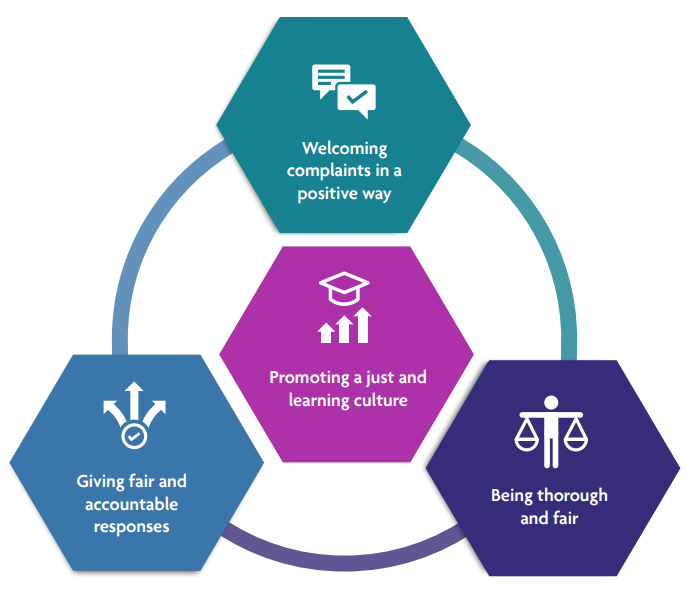 Welcoming
complaints in a
positive way
Promoting a just and
learning culture
Giving fair and
accountable
responses
Being thorough
and fair